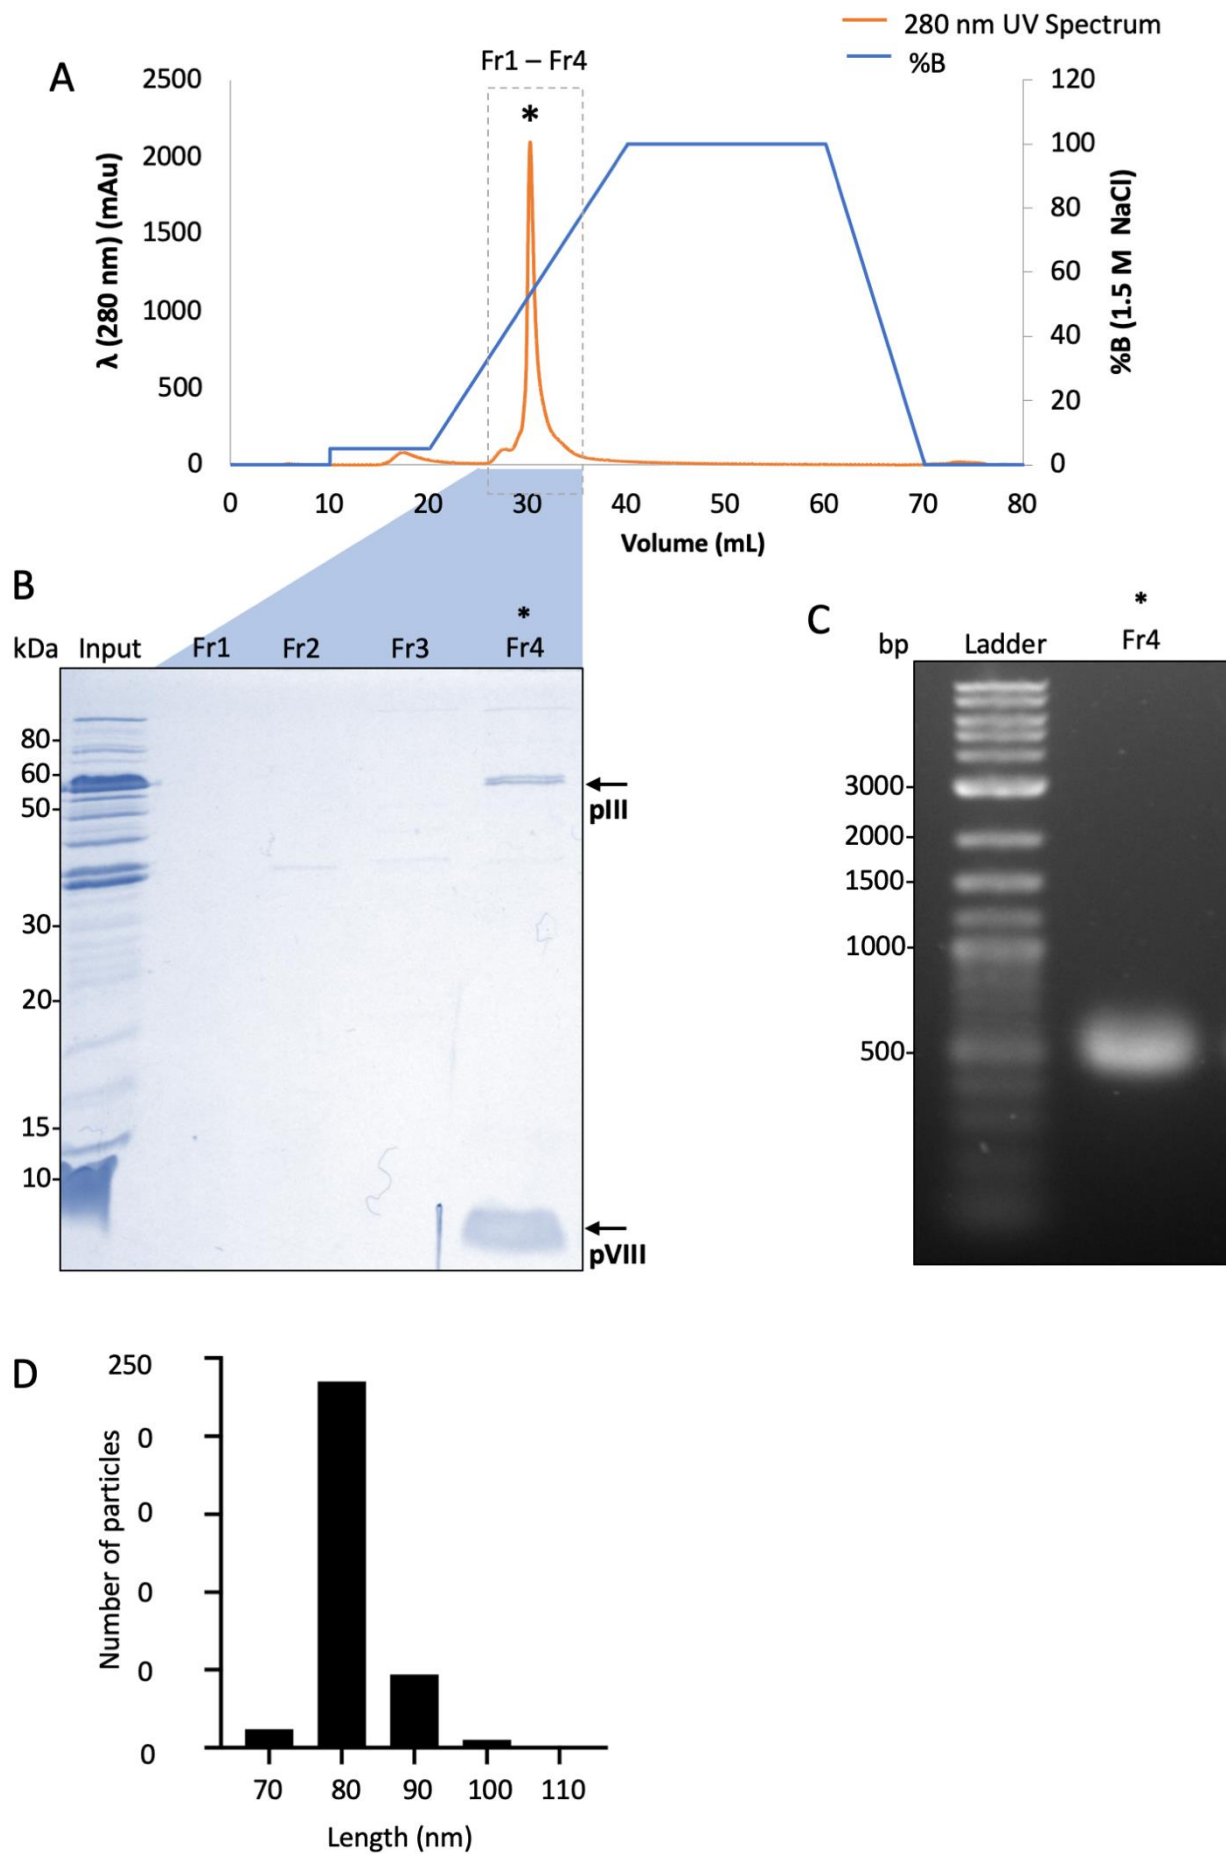 280 nm UV Spectrum
%B
A
Fr1 – Fr4
*
2500
2000
1500
1000
500
0
λ (280 nm) (mAu)
120
100
80
60
40
20
0
%B (1.5 M NaCl)
0 10 20 30 40 50 60 70 80
Volume (mL)
B
*
kDa Input Fr1 Fr2 Fr3 Fr4
80
60
50
30
20
15
10
pIII
pVIII
C
*
bp Ladder Fr4
3000
2000
1500
1000
500
D
250
0
0
0
0
0
Number of particles
70 80 90 100 110
Length (nm)